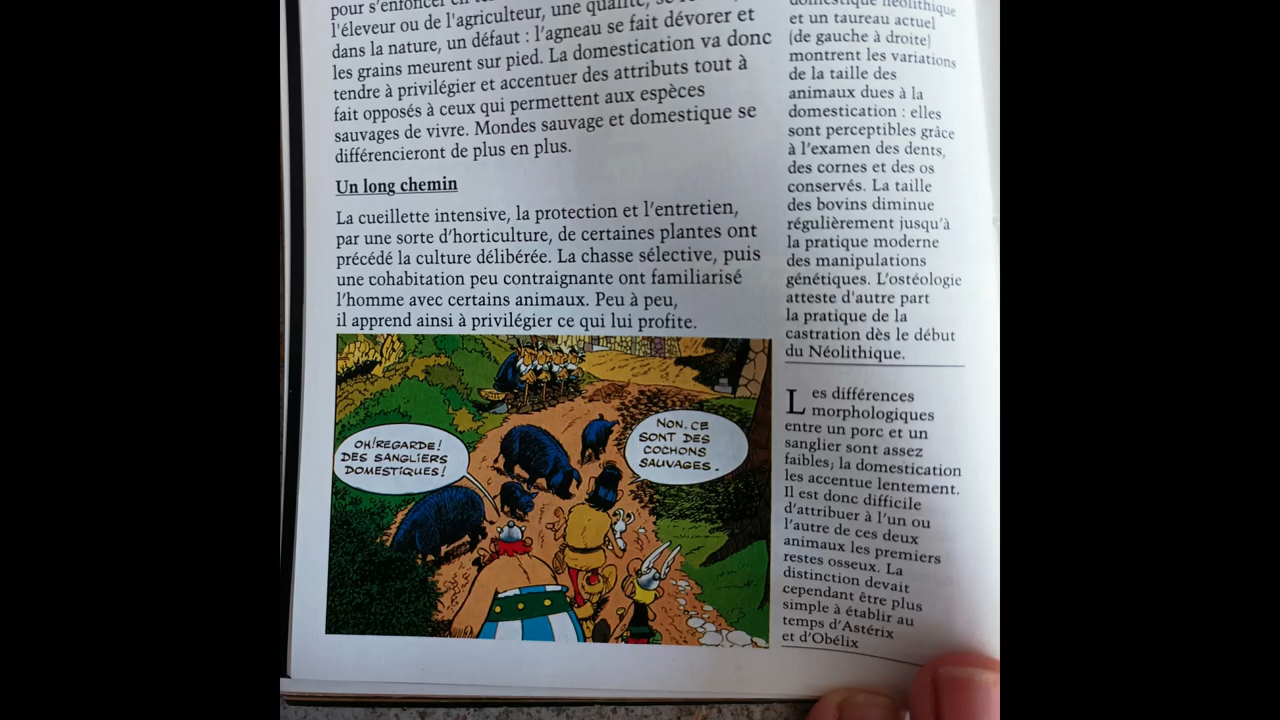 pour s'enfoncer en
l'éleveur ou de l'agriculteur, une qualité, se
dans la nature, un défaut : l'agneau se fait dévorer et
les grains meurent sur pied. La domestication va donc
tendre à privilégier et accentuer des attributs tout à
fait opposés à ceux qui permettent aux espèces
sauvages de vivre. Mondes sauvage et domestique se
différencieront de plus en plus.
Un long chemin
La cueillette intensive, la protection et l'entretien,
par une sorte d'horticulture, de certaines plantes ont
précédé la culture délibérée. La chasse sélective, puis
une cohabitation peu contraignante ont familiarisé
l'homme avec certains animaux. Peu à peu,
il apprend ainsi à privilégier ce qui lui profite.
OH! REGARDE!
DES SANGLIERS
DOMESTIQUES!
NON. CE
SONT DES
COCHONS
SAUVAGES.
domestique néolithique
et un taureau actuel
(de gauche à droite)
montrent les variations
de la taille des
animaux dues à la
domestication : elles
sont perceptibles grâce
à l'examen des dents,
des cornes et des os
conservés. La taille
des bovins diminue
régulièrement jusqu'à
la pratique moderne
des manipulations
génétiques. L'ostéologie
atteste d'autre part
la pratique de la
castration dès le début
du Néolithique.
Les différences
morphologiques
entre un porc et un
sanglier sont assez
faibles; la domestication
les accentue lentement.
Il est donc difficile
d'attribuer à l'un ou
l'autre de ces deux
animaux les premiers
restes osseux. La
distinction devait
cependant être plus
simple à établir au
temps d'Astérix
et d'Obélix